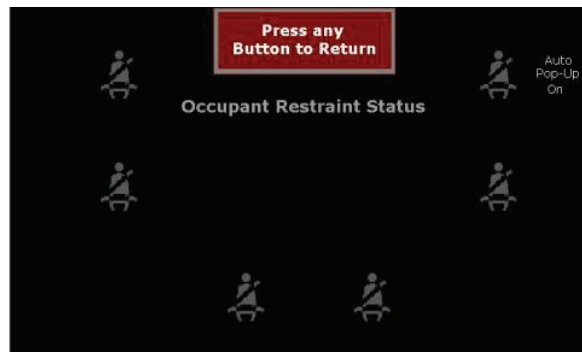 Press any
Button to Return
Occupant Restraint Status
Auto
Pop-Up
On